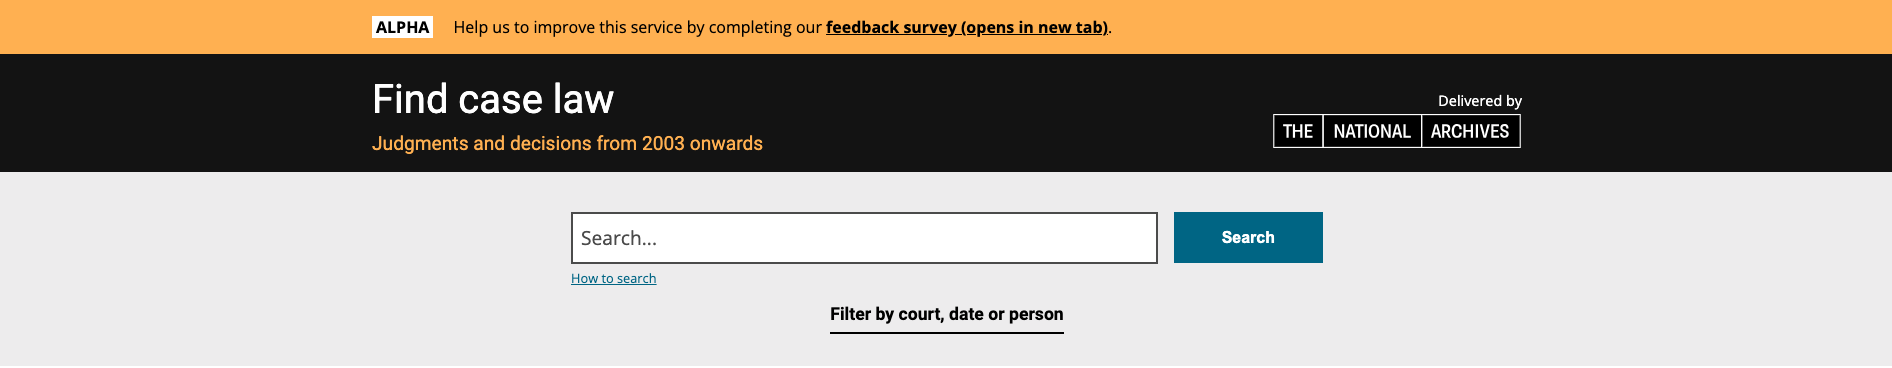 ALPHA Help us to improve this service by completing our feedback survey (opens in new tab).
Find case law
Judgments and decisions from 2003 onwards
Delivered by
THE NATIONAL ARCHIVES
Search...
Search
How to search
Filter by court, date or person